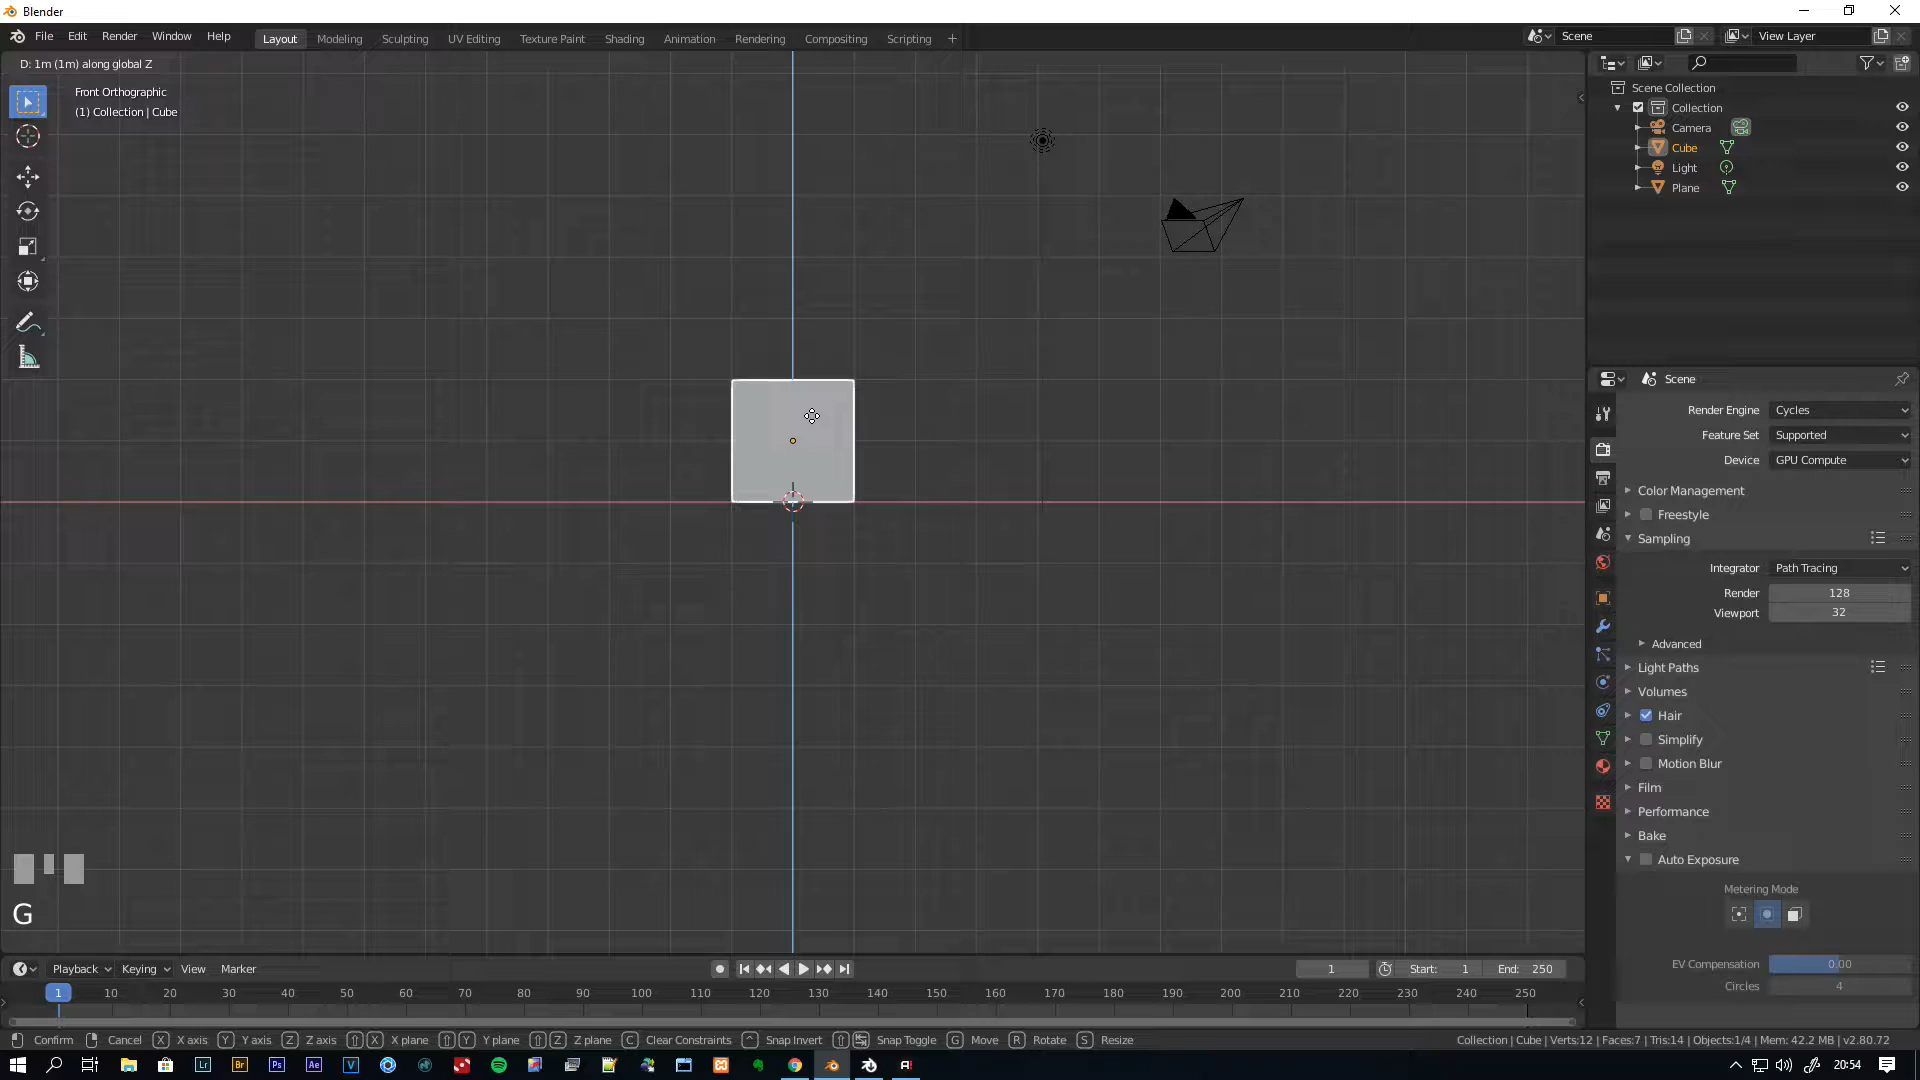 Blender
File Edit Render Window Help
Layout Modeling Sculpting UV Editing Texture Paint Shading Animation Rendering Compositing Scripting +
Scene View Layer
D: 1m (1m) along global Z
Front Orthographic
(1) Collection | Cube
Scene Collection
Collection
Camera
Cube
Light
Plane
Scene
Render Engine Cycles
Feature Set Supported
Device GPU Compute
Color Management
Freestyle
Sampling
Integrator Path Tracing
Render 128
Viewport 32
Advanced
Light Paths
Volumes
Hair
Simplify
Motion Blur
Film
Performance
Bake
Auto Exposure
Metering Mode
EV Compensation 0.00
Circles 4
G
Playback Keying View Marker
1 Start: 1 End: 250
1 10 20 30 40 50 60 70 80 90 100 110 120 130 140 150 160 170 180 190 200 210 220 230 240 250
Confirm Cancel X X axis Y Y axis Z Z axis X X plane Y Y plane Z Z plane C Clear Constraints Snap Invert Snap Toggle G Move R Rotate S Resize
Collection | Cube | Verts:12 | Faces:7 | Tris:14 | Objects:1/4 | Mem: 42.2 MB | v2.80.72
Lr Br Ps Ae V A! 20:54